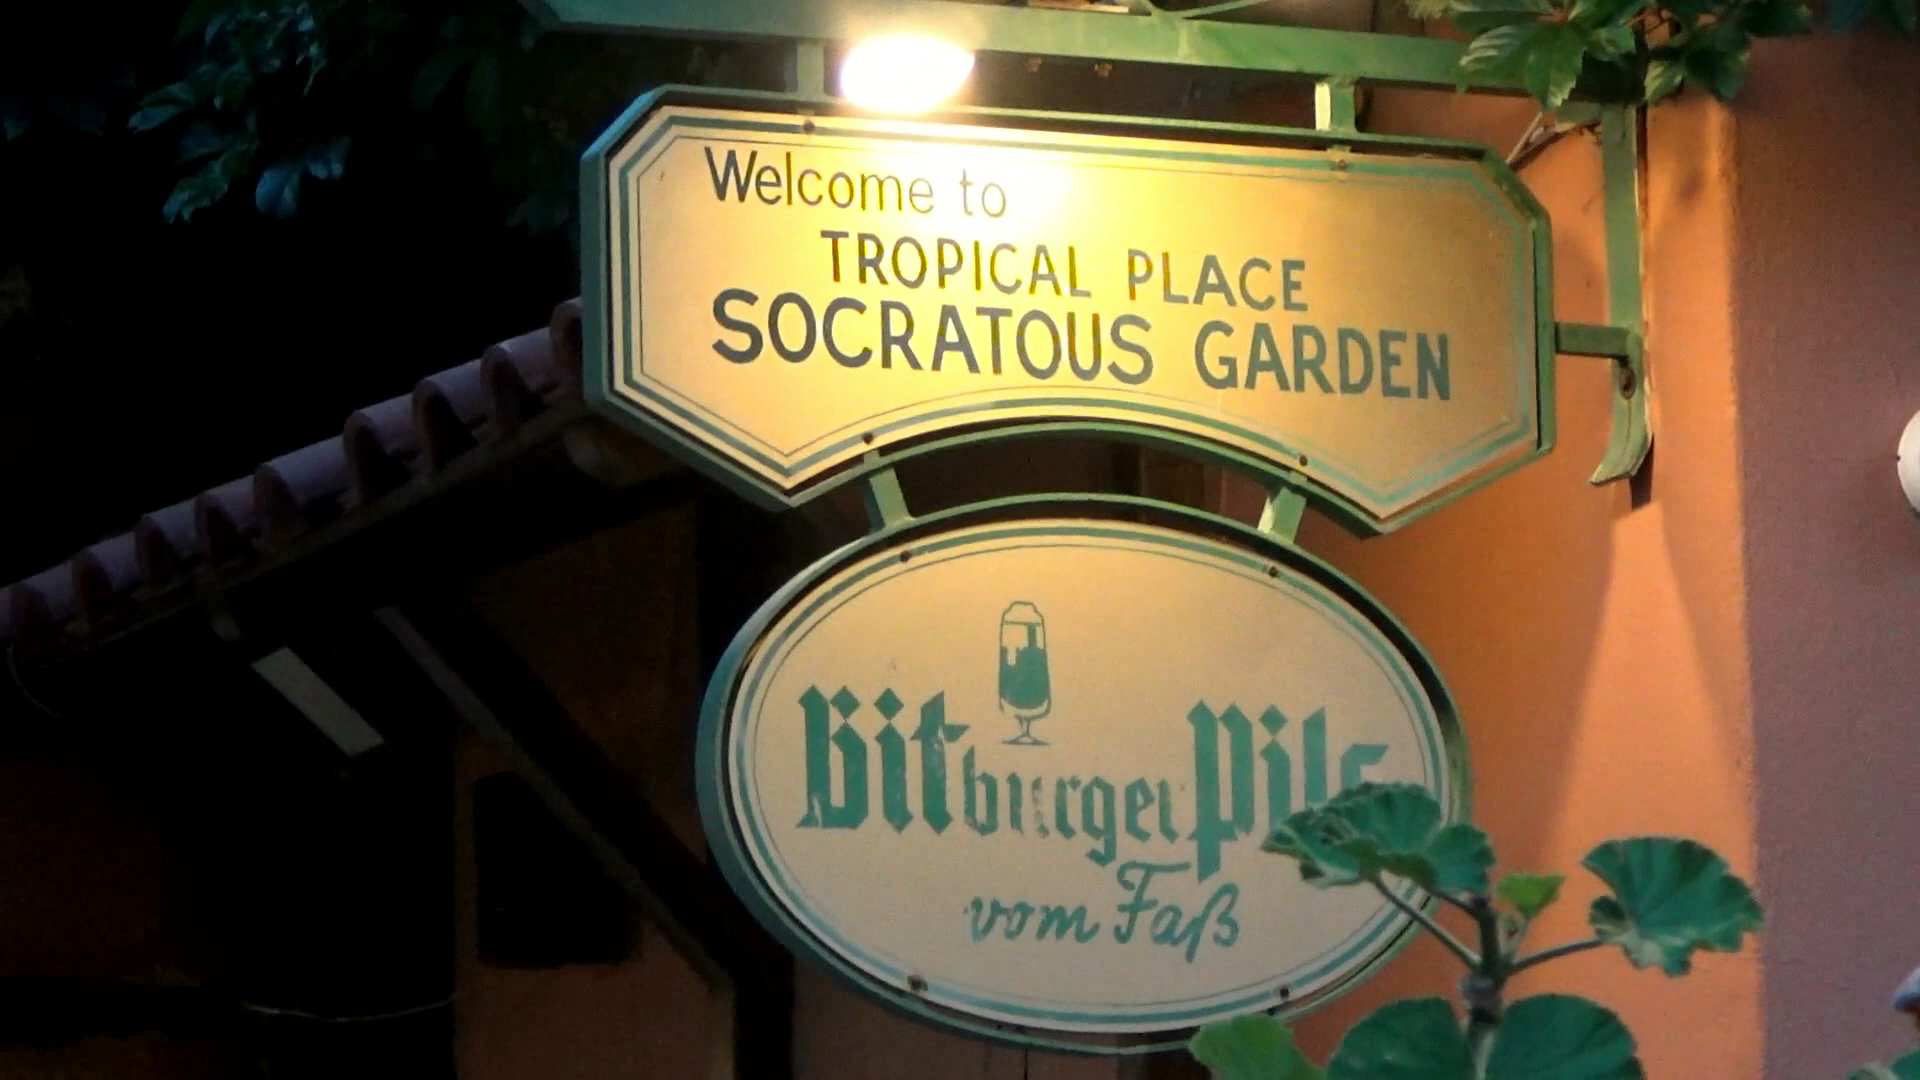 Welcome to
TROPICAL PLACE
SOCRATOUS GARDEN
Bitburger Pils
vom Faß